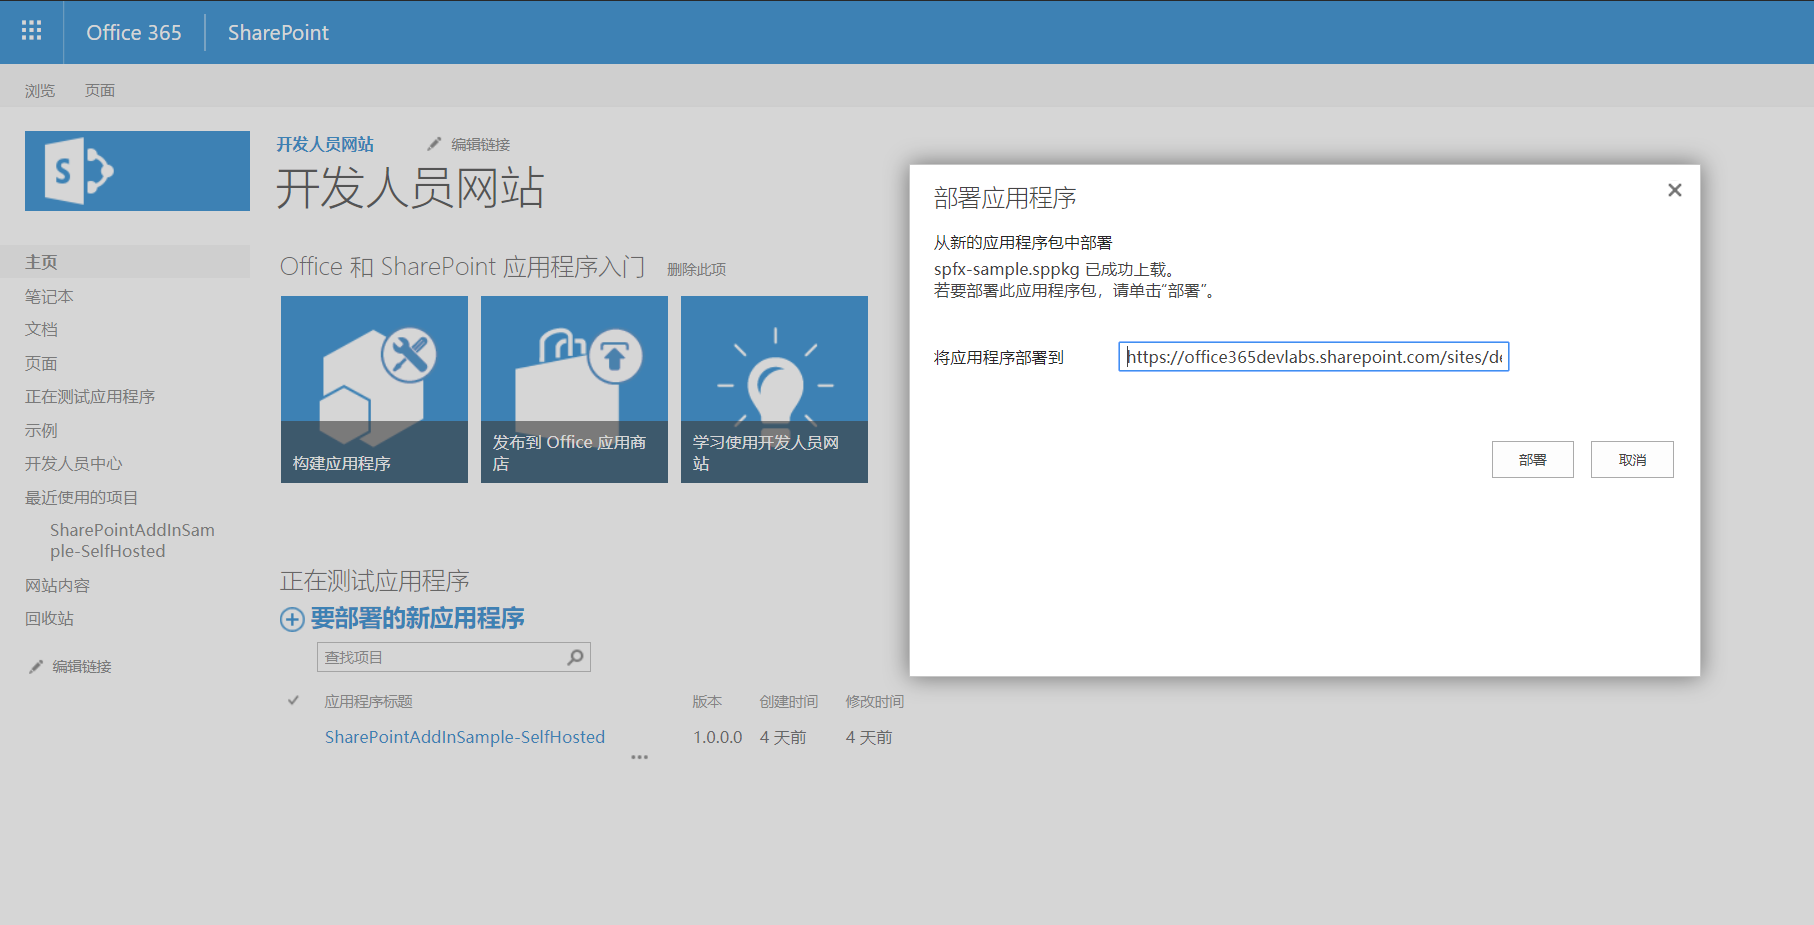 Office 365
SharePoint
浏览
页面
开发人员网站
编辑链接
开发人员网站
主页
笔记本
文档
页面
正在测试应用程序
示例
开发人员中心
最近使用的项目
SharePointAddInSam
ple-SelfHosted
网站内容
回收站
编辑链接
Office 和 SharePoint 应用程序入门
删除此项
构建应用程序
发布到 Office 应用商
店
学习使用开发人员网
站
正在测试应用程序
要部署的新应用程序
查找项目
应用程序标题
版本
创建时间
修改时间
SharePointAddInSample-SelfHosted
1.0.0.0
4 天前
4 天前
部署应用程序
从新的应用程序包中部署
spfx-sample.sppkg 已成功上载。
若要部署此应用程序包，请单击“部署”。
将应用程序部署到
https://office365devlabs.sharepoint.com/sites/de
部署
取消